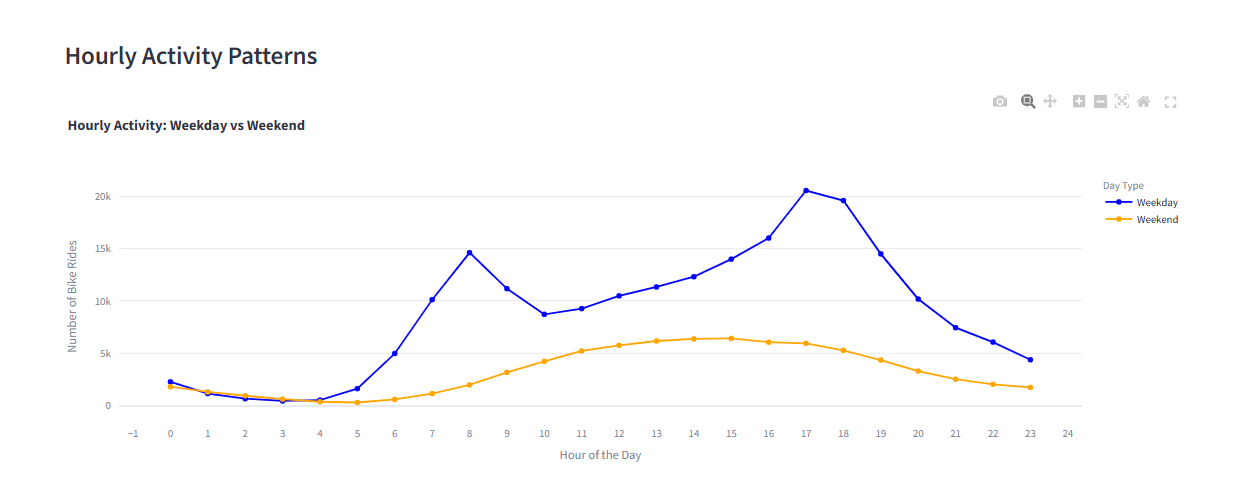 Hourly Activity Patterns
Hourly Activity: Weekday vs Weekend
Day Type
Weekday
Weekend
Number of Bike Rides
20k
15k
10k
5k
0
−1 0 1 2 3 4 5 6 7 8 9 10 11 12 13 14 15 16 17 18 19 20 21 22 23 24
Hour of the Day